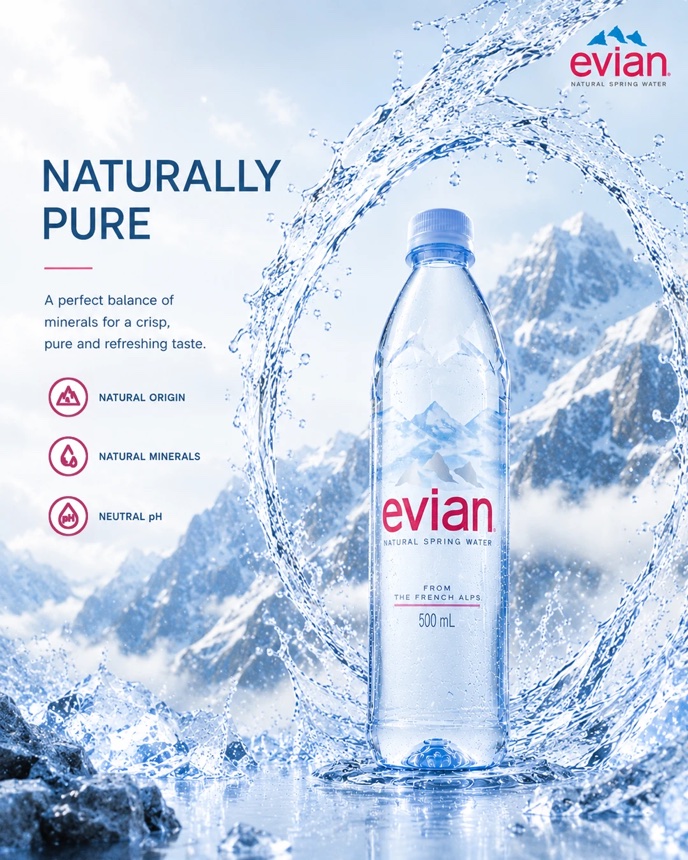 evian®
NATURAL SPRING WATER
NATURALLY
PURE
A perfect balance of
minerals for a crisp,
pure and refreshing taste.
NATURAL ORIGIN
NATURAL MINERALS
pH
NEUTRAL pH
evian®
NATURAL SPRING WATER
FROM
THE FRENCH ALPS
500 mL